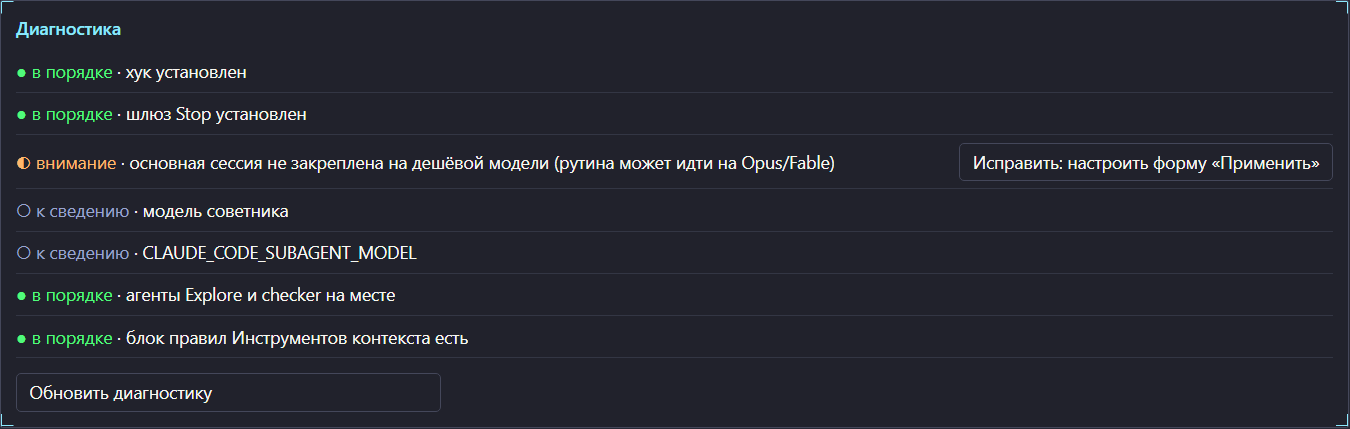 Диагностика
● в порядке · хук установлен
● в порядке · шлюз Stop установлен
◐ внимание · основная сессия не закреплена на дешёвой модели (рутина может идти на Opus/Fable)
Исправить: настроить форму «Применить»
○ к сведению · модель советника
○ к сведению · CLAUDE_CODE_SUBAGENT_MODEL
● в порядке · агенты Explore и checker на месте
● в порядке · блок правил Инструментов контекста есть
Обновить диагностику